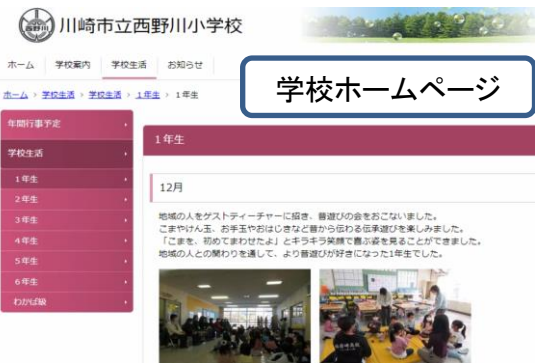 川崎市立西野川小学校
ホーム 学校案内 学校生活 お知らせ
学校ホームページ
ホーム > 学校生活 > 学校生活 > 1年生 > 1年生
年間行事予定
学校生活
1年生
2年生
3年生
4年生
5年生
6年生
わかば級
1年生
12月
地域の人をゲストティーチャーに招き、昔遊びの会をおこないました。
こまやけん玉、お手玉やおはじきなど昔から伝わる伝承遊びを楽しみました。
「こまを、初めてまわせたよ」とキラキラ笑顔で喜ぶ姿を見ることができました。
地域の人との関わりを通して、より昔遊びが好きになった1年生でした。